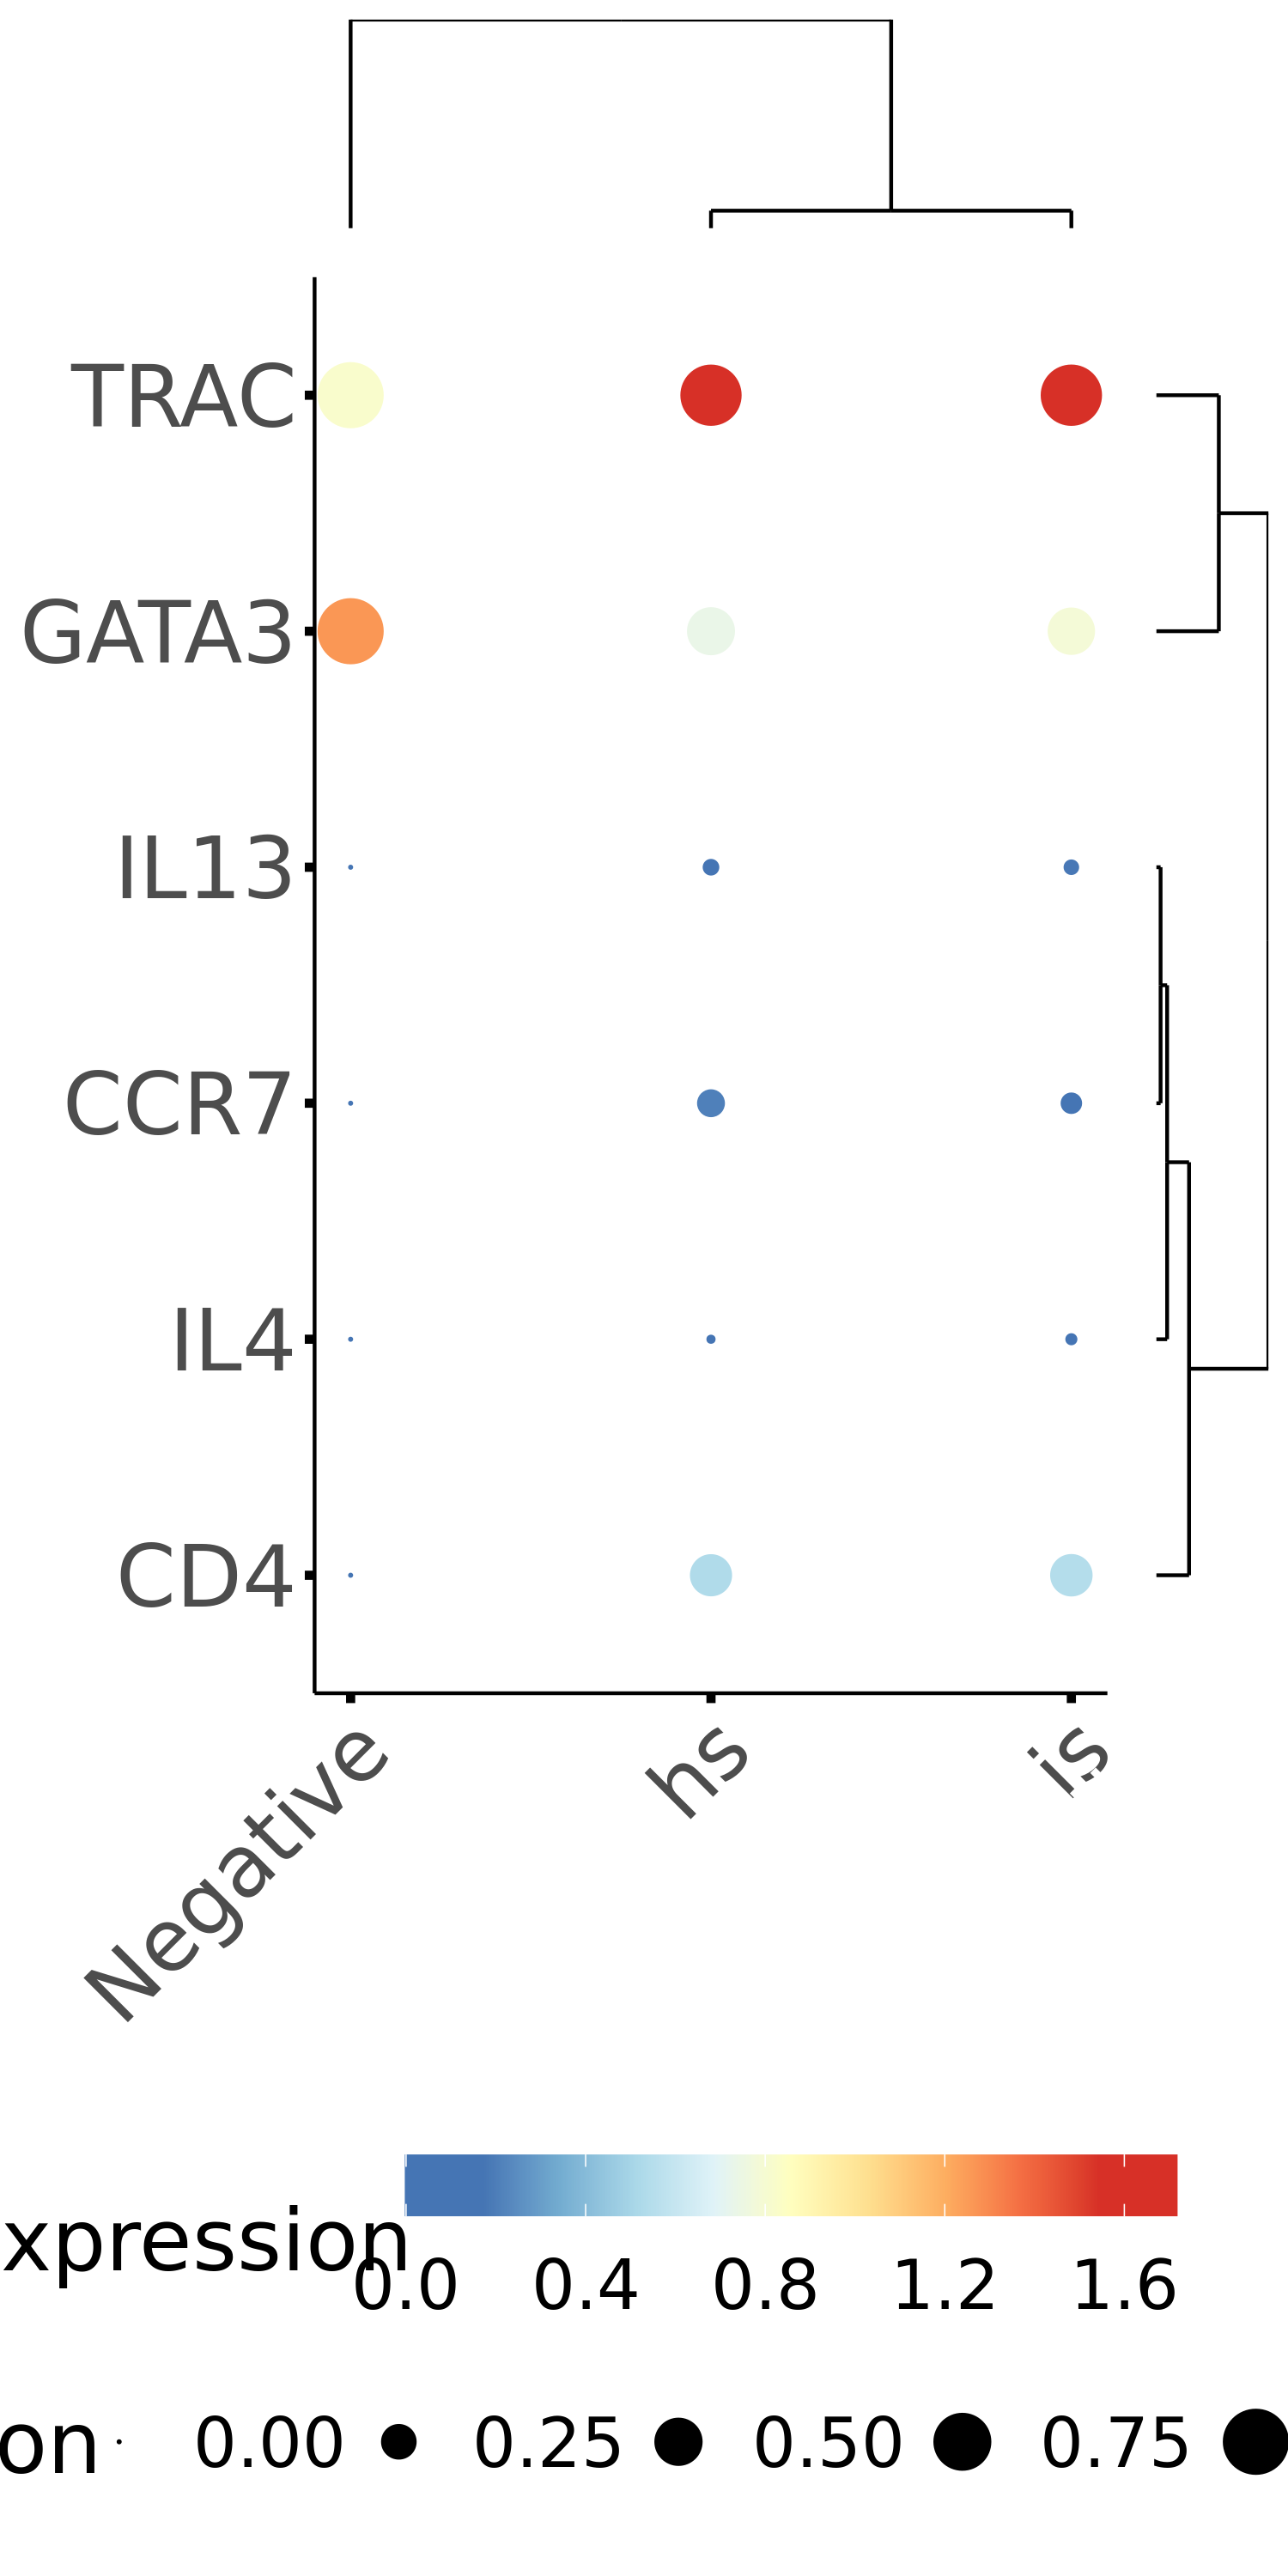 TRAC
GATA3
IL13
CCR7
IL4
CD4
Negative hs is
xpression
0.0 0.4 0.8 1.2 1.6
on 0.00 0.25 0.50 0.75